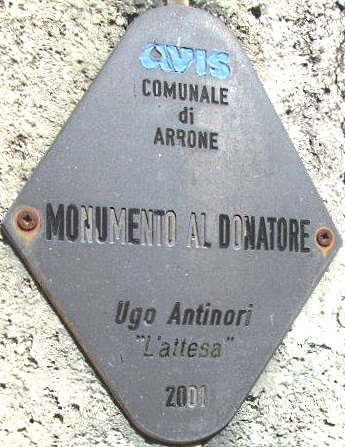 AVIS
COMUNALE
di
ARRONE
MONUMENTO AL DONATORE
Ugo Antinori
"L'attesa"
2001